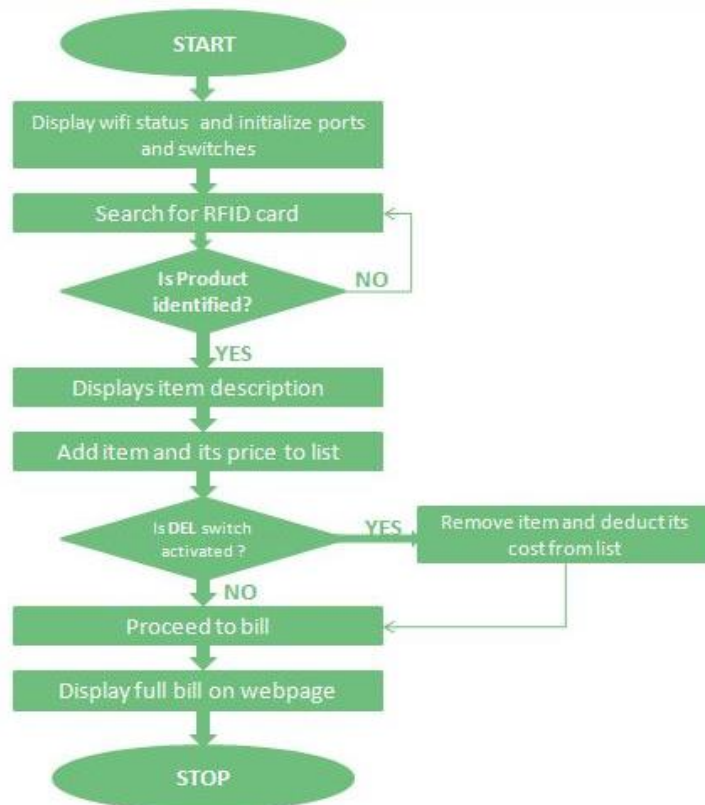 START
Display wifi status and initialize ports
and switches
Search for RFID card
Is Product
identified?
NO
YES
Displays item description
Add item and its price to list
Is DEL switch
activated ?
YES
Remove item and deduct its
cost from list
NO
Proceed to bill
Display full bill on webpage
STOP